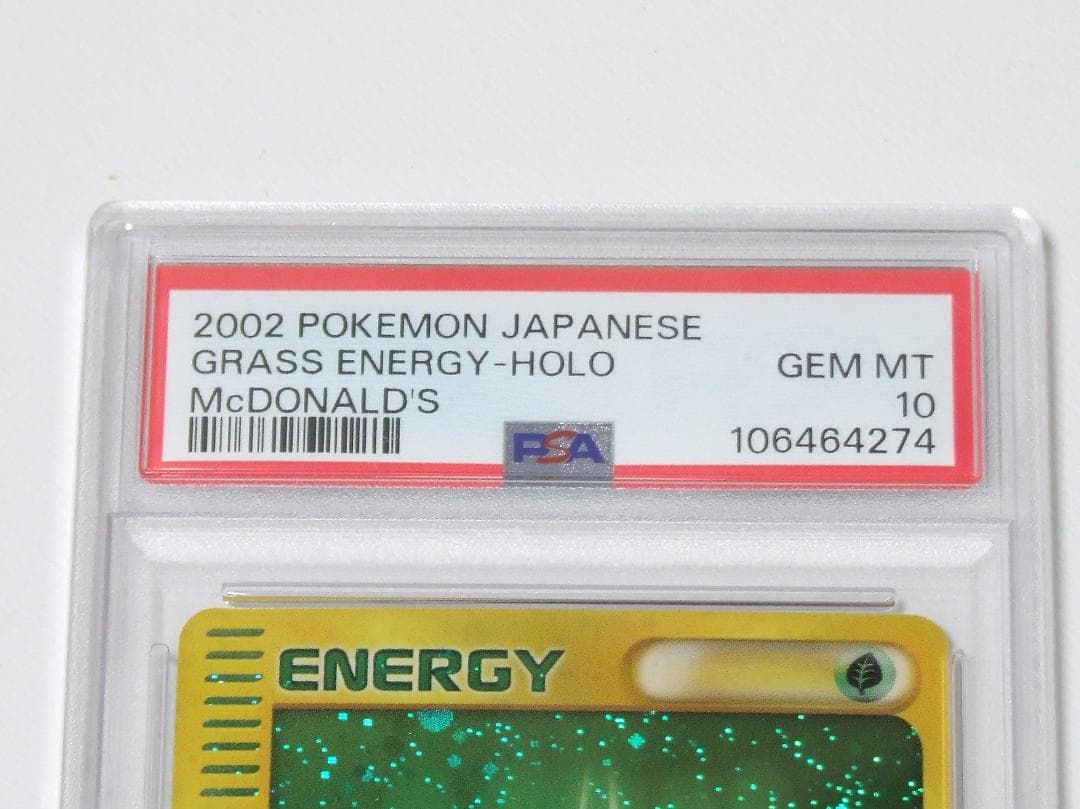 2002 POKEMON JAPANESE
GRASS ENERGY-HOLO
McDONALD'S
GEM MT
10
106464274
PSA
ENERGY